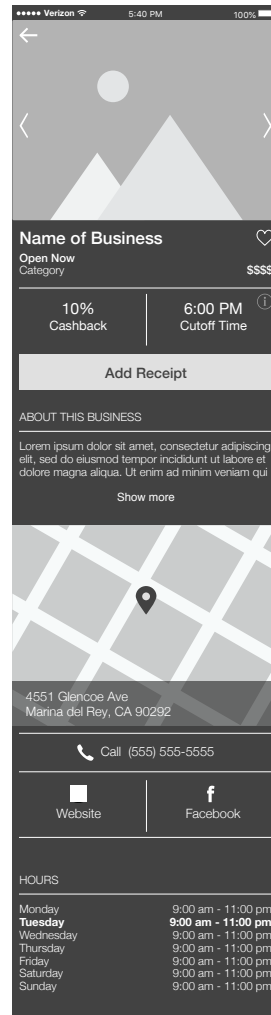 Verizon 5:40 PM 100%
Name of Business
Open Now
Category $$$$
10% 6:00 PM
Cashback Cutoff Time
Add Receipt
ABOUT THIS BUSINESS
Lorem ipsum dolor sit amet, consectetur adipiscing
elit, sed do eiusmod tempor incididunt ut labore et
dolore magna aliqua. Ut enim ad minim veniam qui
Show more
4551 Glencoe Ave
Marina del Rey, CA 90292
Call (555) 555-5555
Website Facebook
HOURS
Monday 9:00 am - 11:00 pm
Tuesday 9:00 am - 11:00 pm
Wednesday 9:00 am - 11:00 pm
Thursday 9:00 am - 11:00 pm
Friday 9:00 am - 11:00 pm
Saturday 9:00 am - 11:00 pm
Sunday 9:00 am - 11:00 pm